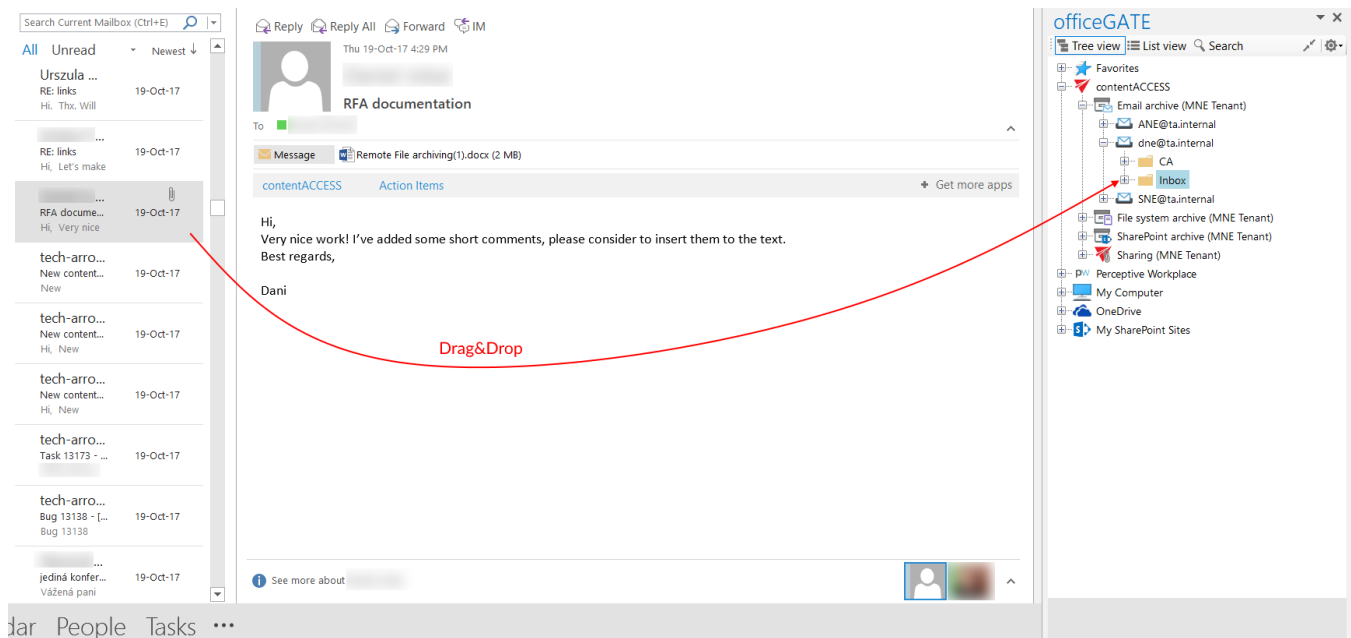 Search Current Mailbox (Ctrl+E)
All Unread Newest
Urszula ...
RE: links 19-Oct-17
Hi. Thx. Will
...
RE: links 19-Oct-17
Hi, Let's make
...
RFA docume... 19-Oct-17
Hi, Very nice
tech-arro...
New content... 19-Oct-17
New
tech-arro...
New content... 19-Oct-17
Hi, New
tech-arro...
New content... 19-Oct-17
Hi, New
tech-arro...
Task 13173 - ... 19-Oct-17
tech-arro...
Bug 13138 - [... 19-Oct-17
Bug 13138
...
jediná konfer... 19-Oct-17
Vážená pani
dar People Tasks ...
Reply Reply All Forward IM
Thu 19-Oct-17 4:29 PM
RFA documentation
To
Message Remote File archiving(1).docx (2 MB)
contentACCESS Action Items + Get more apps
Hi,
Very nice work! I've added some short comments, please consider to insert them to the text.
Best regards,
Dani
Drag&Drop
See more about
officeGATE
Tree view List view Search
Favorites
contentACCESS
Email archive (MNE Tenant)
ANE@ta.internal
dne@ta.internal
CA
Inbox
SNE@ta.internal
File system archive (MNE Tenant)
SharePoint archive (MNE Tenant)
Sharing (MNE Tenant)
pw Perceptive Workplace
My Computer
OneDrive
My SharePoint Sites